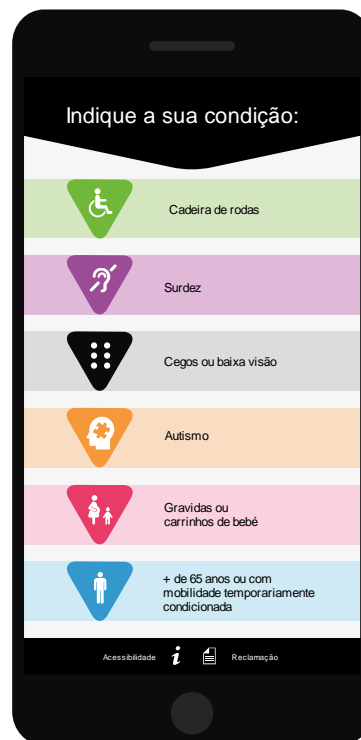 Indique a sua condição:
Cadeira de rodas
Surdez
Cegos ou baixa visão
Autismo
Gravidas ou
carrinhos de bebé
+ de 65 anos ou com
mobilidade temporariamente
condicionada
Acessibilidade i Reclamação